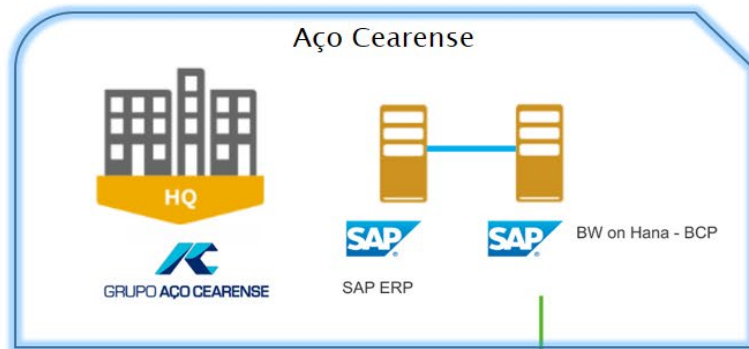 Aço Cearense
HQ
GRUPO AÇO CEARENSE
SAP
SAP
BW on Hana - BCP
SAP ERP